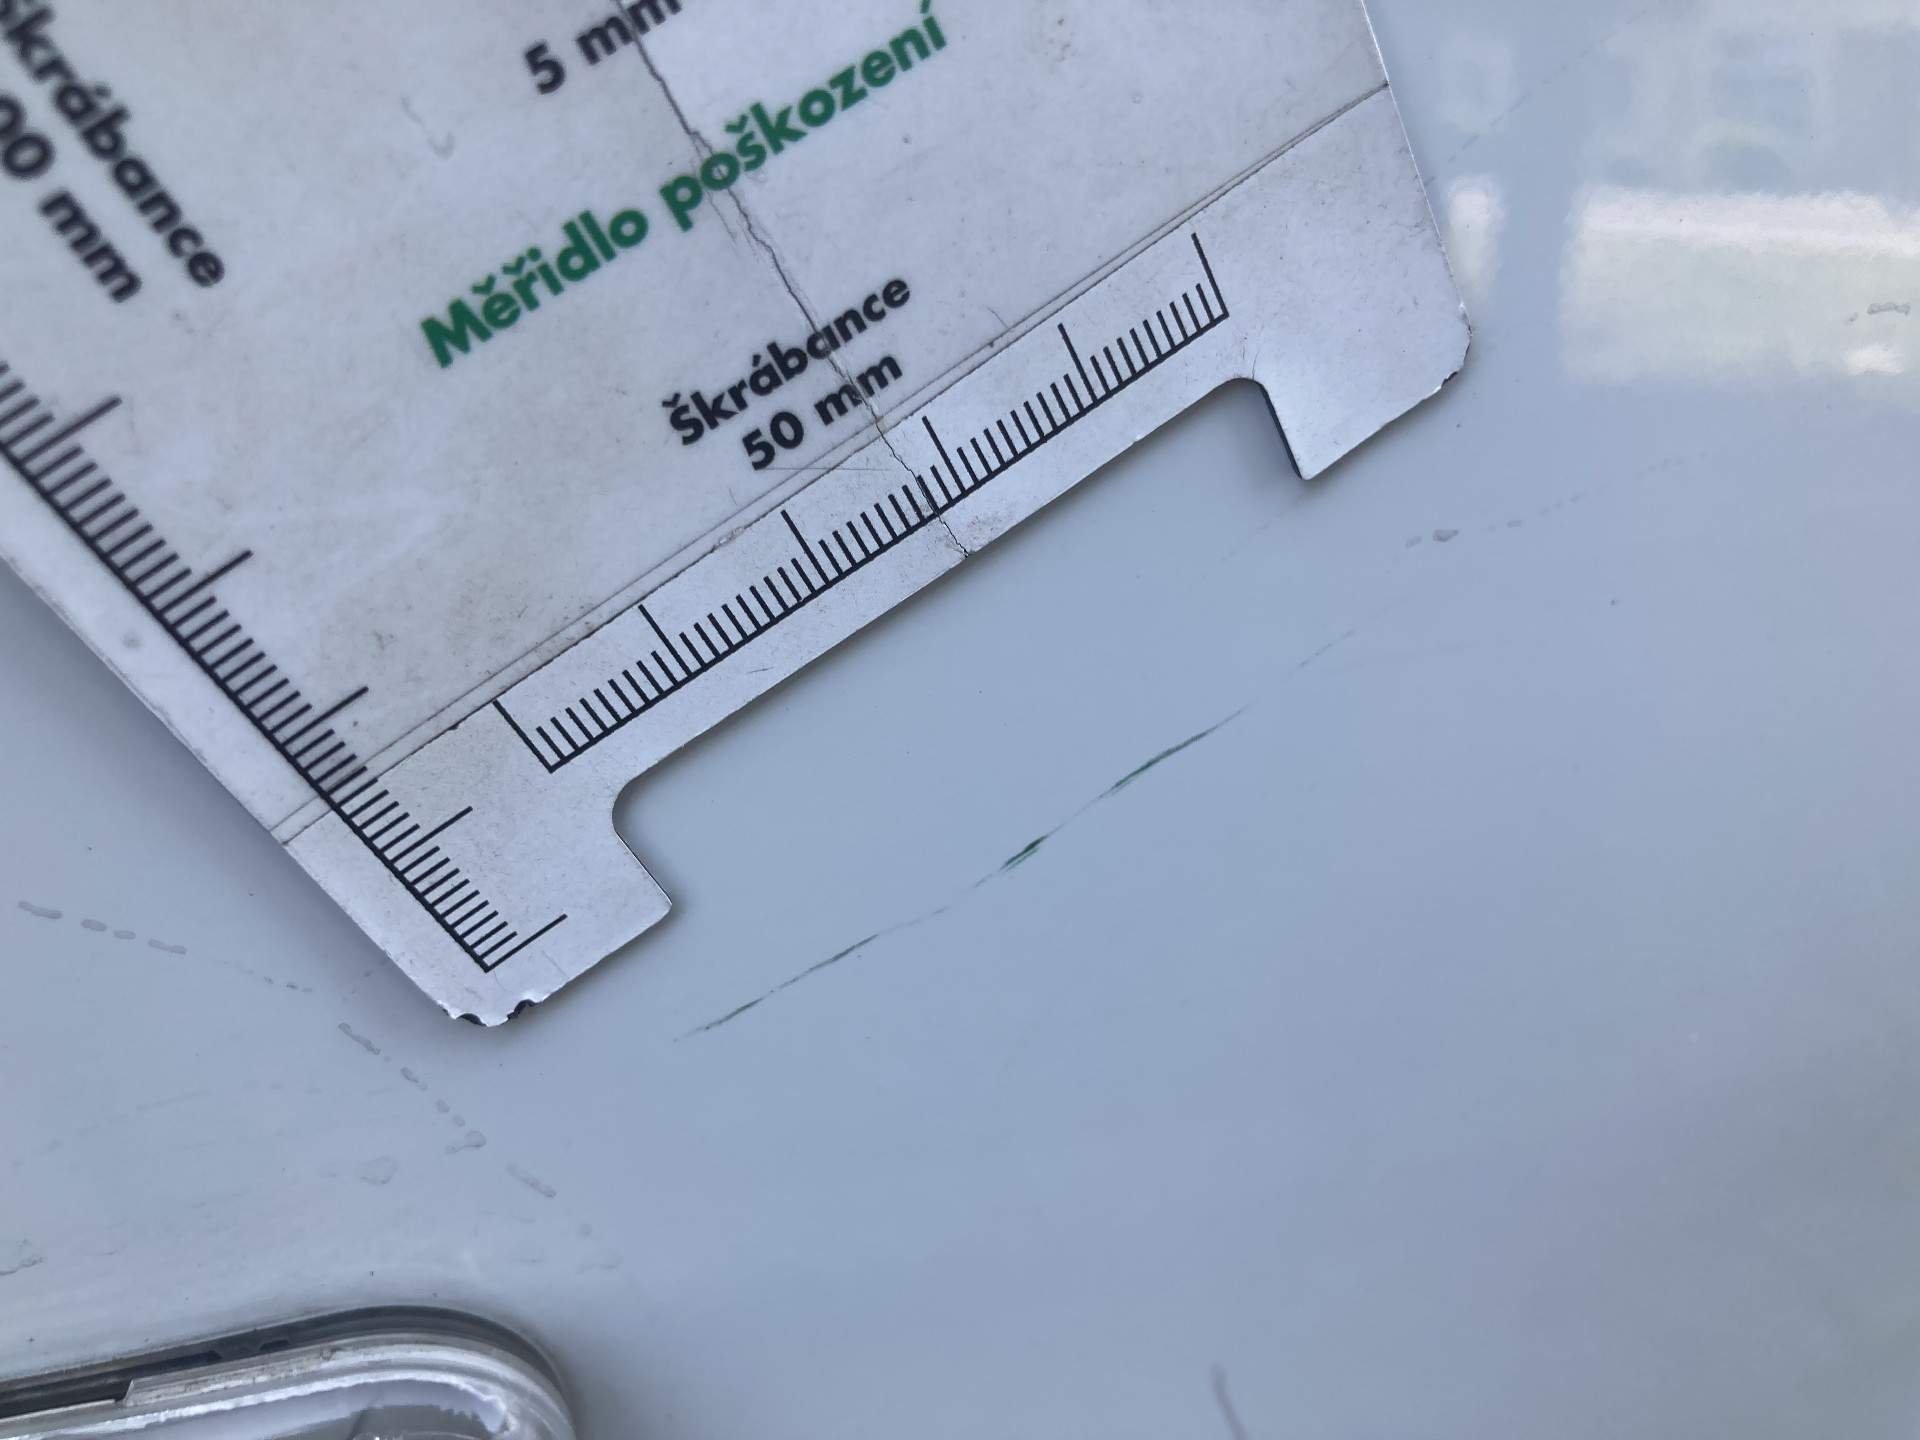 škrábance
00 mm
5 mm
Měřidlo poškození
Škrábance
50 mm